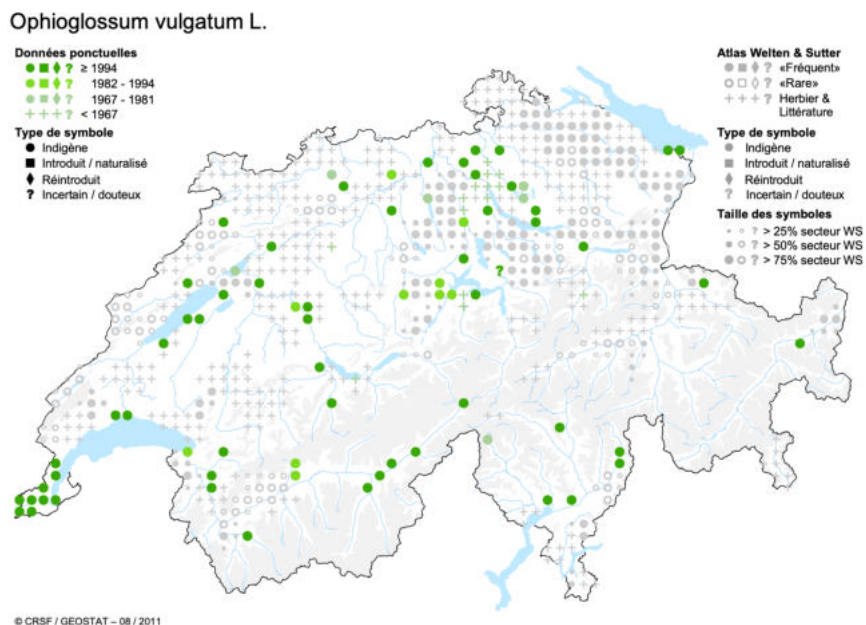 Ophioglossum vulgatum L.
Données ponctuelles
? ≥ 1994
? 1982 - 1994
? 1967 - 1981
+ + + ? < 1967
Type de symbole
Indigène
Introduit / naturalisé
Réintroduit
? Incertain / douteux
Atlas Welten & Sutter
? «Fréquent»
? «Rare»
+ + + ? Herbier &
Littérature
Type de symbole
Indigène
Introduit / naturalisé
Réintroduit
? Incertain / douteux
Taille des symboles
? > 25% secteur WS
? > 50% secteur WS
? > 75% secteur WS
?
© CRSF / GEOSTAT – 08 / 2011